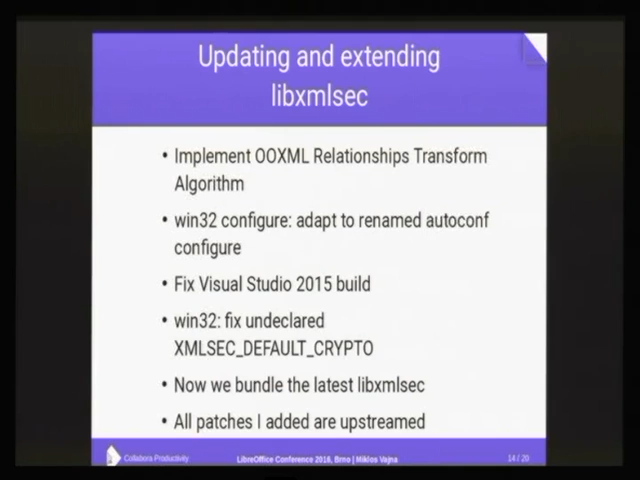 Updating and extending
libxmlsec
• Implement OOXML Relationships Transform
Algorithm
• win32 configure: adapt to renamed autoconf
configure
• Fix Visual Studio 2015 build
• win32: fix undeclared
XMLSEC_DEFAULT_CRYPTO
• Now we bundle the latest libxmlsec
• All patches I added are upstreamed
Collabora Productivity
LibreOffice Conference 2016, Brno | Miklos Vajna
14 / 20